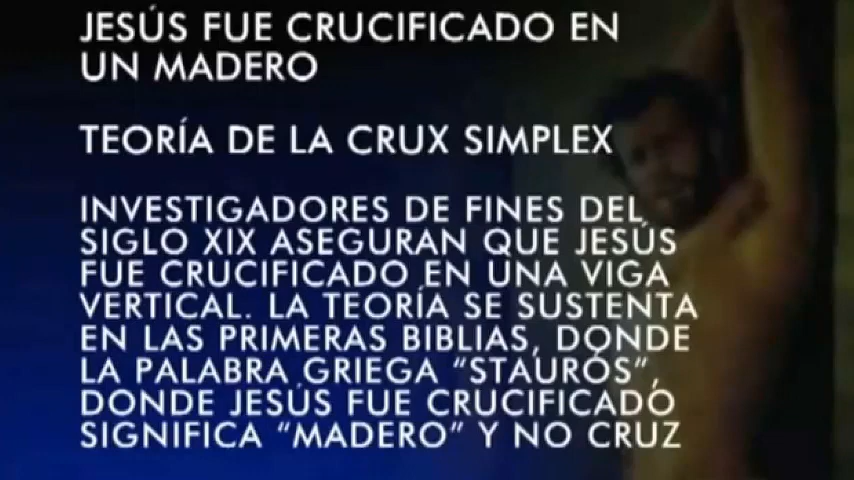 JESÚS FUE CRUCIFICADO EN
UN MADERO
TEORÍA DE LA CRUX SIMPLEX
INVESTIGADORES DE FINES DEL
SIGLO XIX ASEGURAN QUE JESÚS
FUE CRUCIFICADO EN UNA VIGA
VERTICAL. LA TEORÍA SE SUSTENTA
EN LAS PRIMERAS BIBLIAS, DONDE
LA PALABRA GRIEGA “STAURÓS”,
DONDE JESÚS FUE CRUCIFICADO
SIGNIFICA “MADERO” Y NO CRUZ